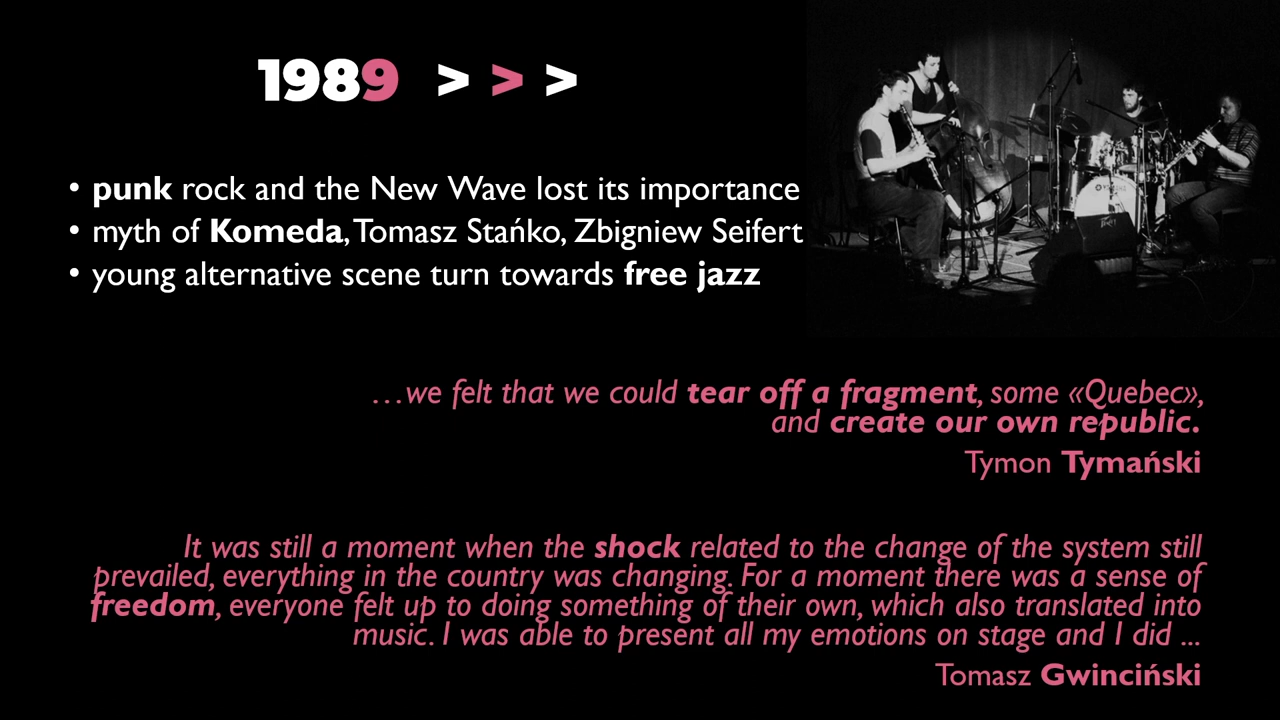 1989 > > >
• punk rock and the New Wave lost its importance
• myth of Komeda, Tomasz Stańko, Zbigniew Seifert
• young alternative scene turn towards free jazz
…we felt that we could tear off a fragment, some «Quebec»,
and create our own republic.
Tymon Tymański
It was still a moment when the shock related to the change of the system still
prevailed, everything in the country was changing. For a moment there was a sense of
freedom, everyone felt up to doing something of their own, which also translated into
music. I was able to present all my emotions on stage and I did ...
Tomasz Gwinciński